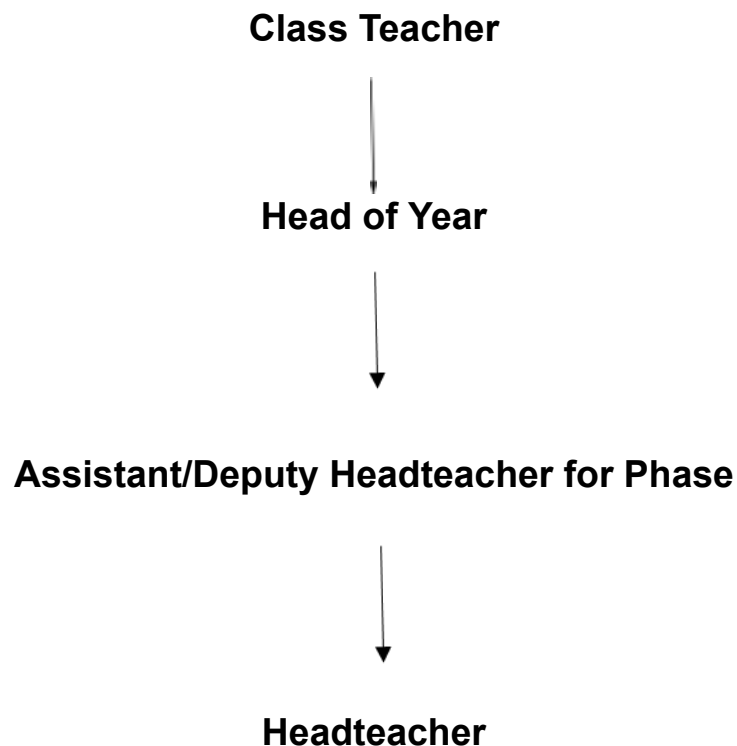 Class Teacher
Head of Year
Assistant/Deputy Headteacher for Phase
Headteacher